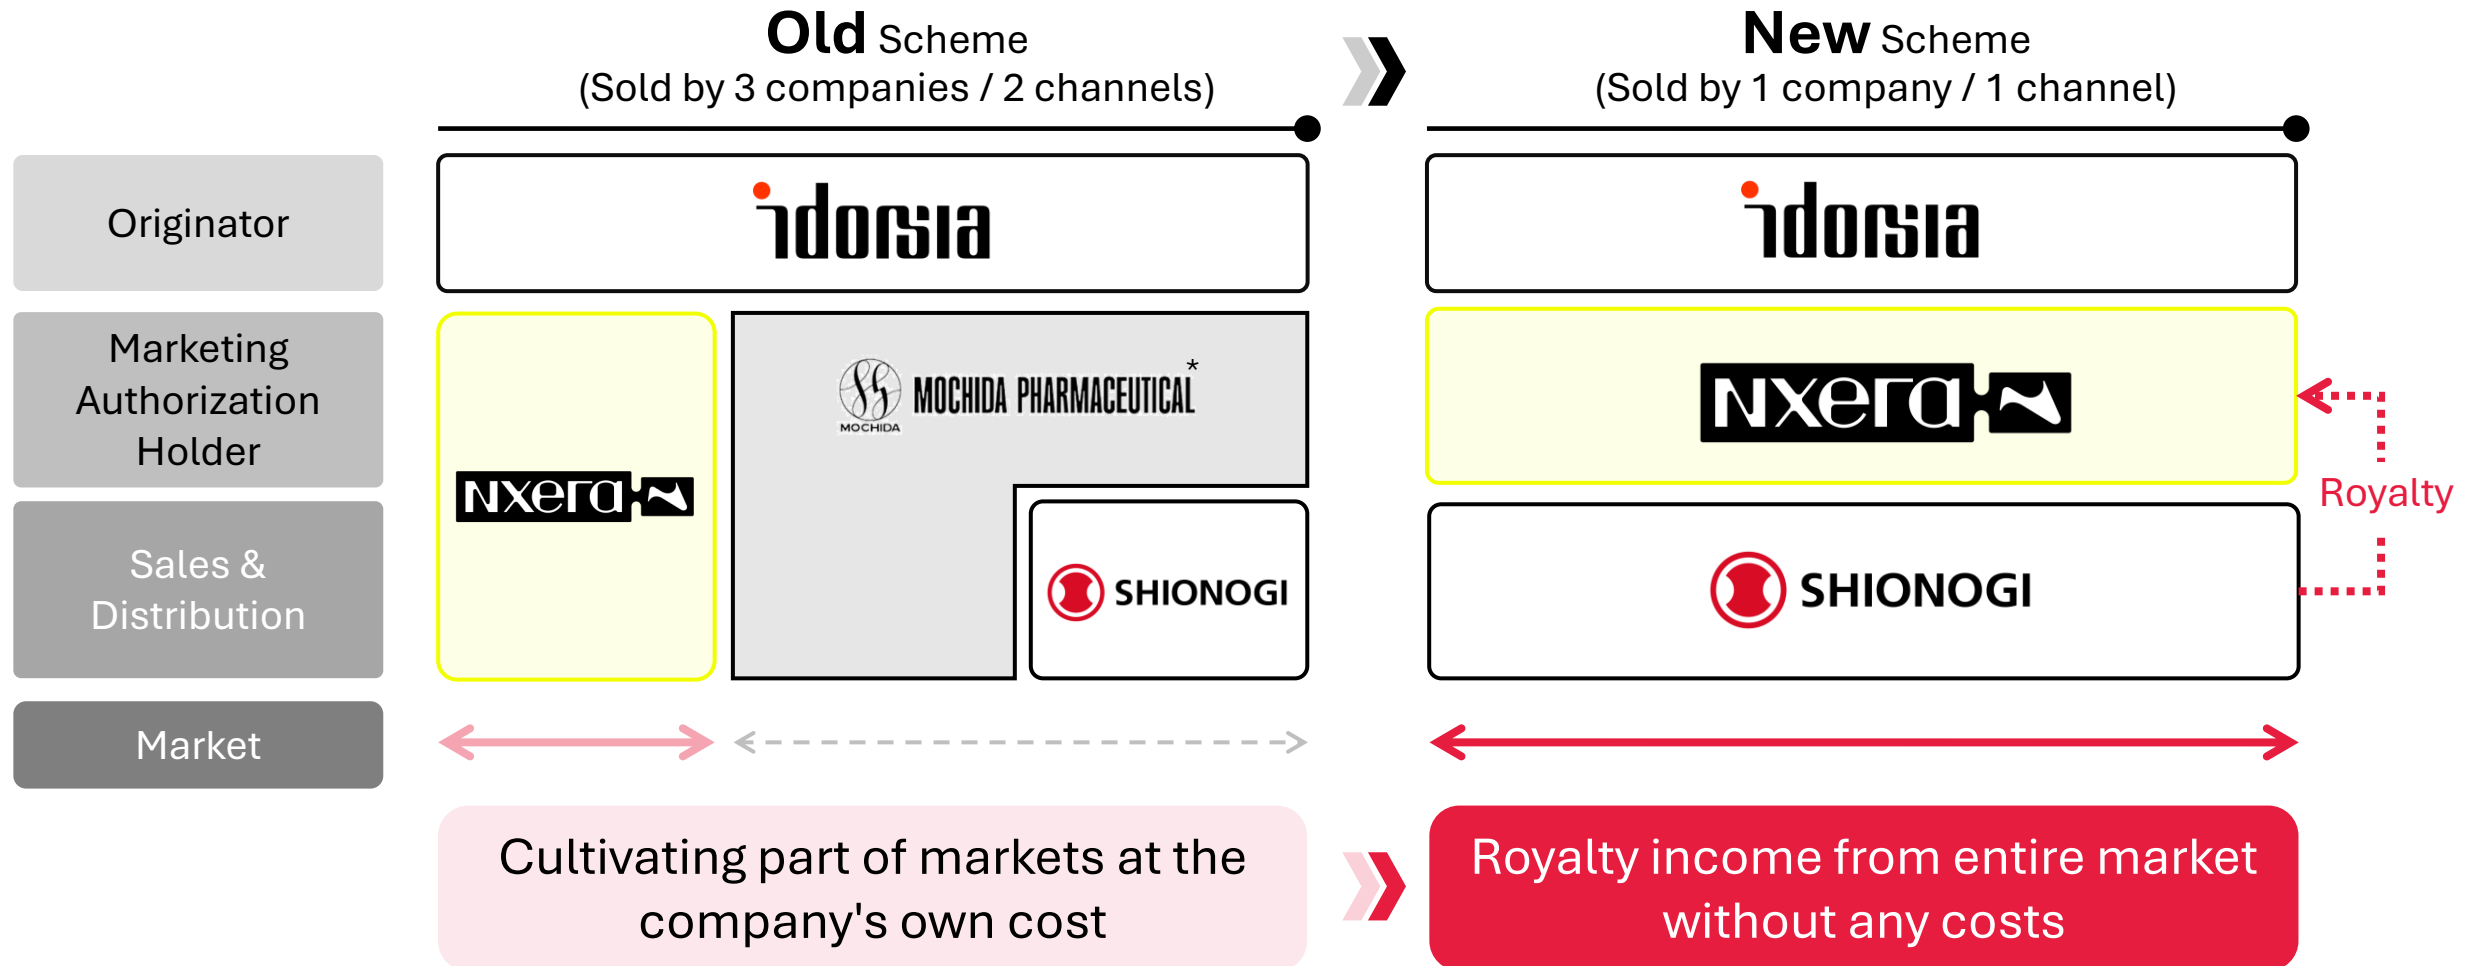 Old Scheme
(Sold by 3 companies / 2 channels)
New Scheme
(Sold by 1 company / 1 channel)
Originator
idorsia
idorsia
Marketing
Authorization
Holder
nxera
MOCHIDA
MOCHIDA PHARMACEUTICAL*
nxera
Royalty
Sales &
Distribution
SHIONOGI
SHIONOGI
Market
Cultivating part of markets at the
company's own cost
Royalty income from entire market
without any costs